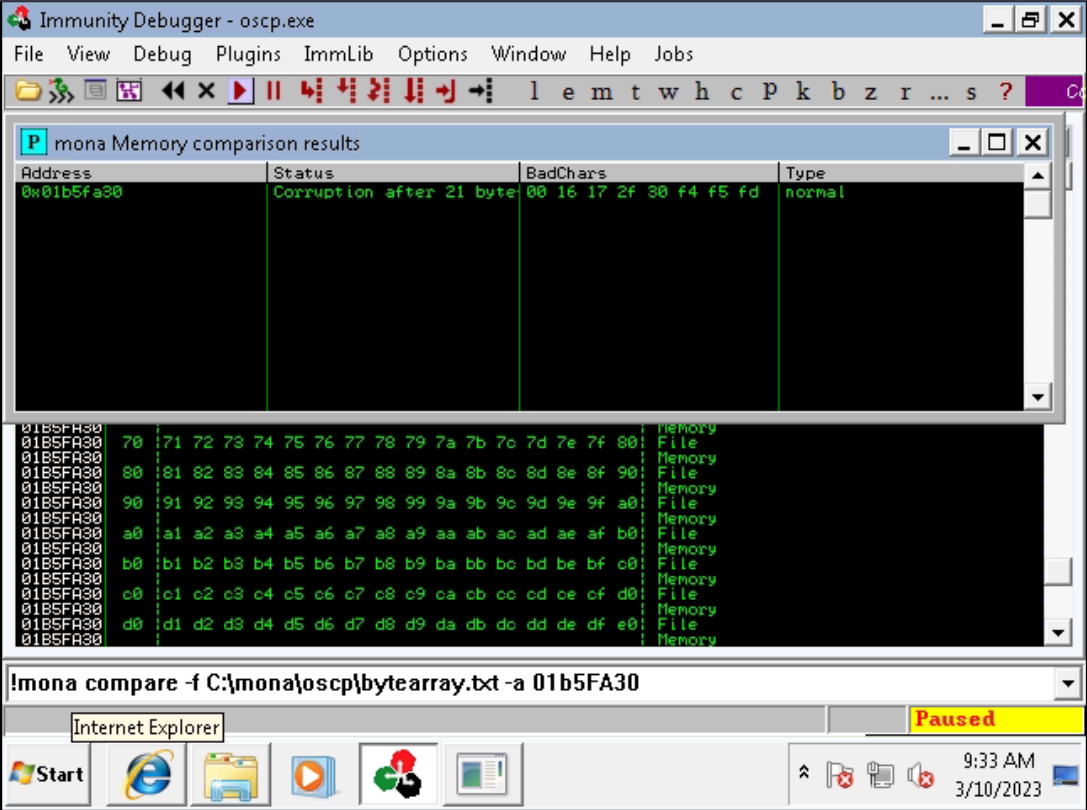 Immunity Debugger - oscp.exe
File View Debug Plugins ImmLib Options Window Help Jobs
l e m t w h c P k b z r ... s ?
P mona Memory comparison results
Address Status BadChars Type
0x01b5fa30 Corruption after 21 byte 00 16 17 2f 30 f4 f5 fd normal
01B5FA30 Memory
01B5FA30 70 71 72 73 74 75 76 77 78 79 7a 7b 7c 7d 7e 7f 80 File
01B5FA30 Memory
01B5FA30 80 81 82 83 84 85 86 87 88 89 8a 8b 8c 8d 8e 8f 90 File
01B5FA30 Memory
01B5FA30 90 91 92 93 94 95 96 97 98 99 9a 9b 9c 9d 9e 9f a0 File
01B5FA30 Memory
01B5FA30 a0 a1 a2 a3 a4 a5 a6 a7 a8 a9 aa ab ac ad ae af b0 File
01B5FA30 Memory
01B5FA30 b0 b1 b2 b3 b4 b5 b6 b7 b8 b9 ba bb bc bd be bf c0 File
01B5FA30 Memory
01B5FA30 c0 c1 c2 c3 c4 c5 c6 c7 c8 c9 ca cb cc cd ce cf d0 File
01B5FA30 Memory
01B5FA30 d0 d1 d2 d3 d4 d5 d6 d7 d8 d9 da db dc dd de df e0 File
01B5FA30 Memory
!mona compare -f C:\mona\oscp\bytearray.txt -a 01b5FA30
Paused
Internet Explorer
Start
9:33 AM
3/10/2023